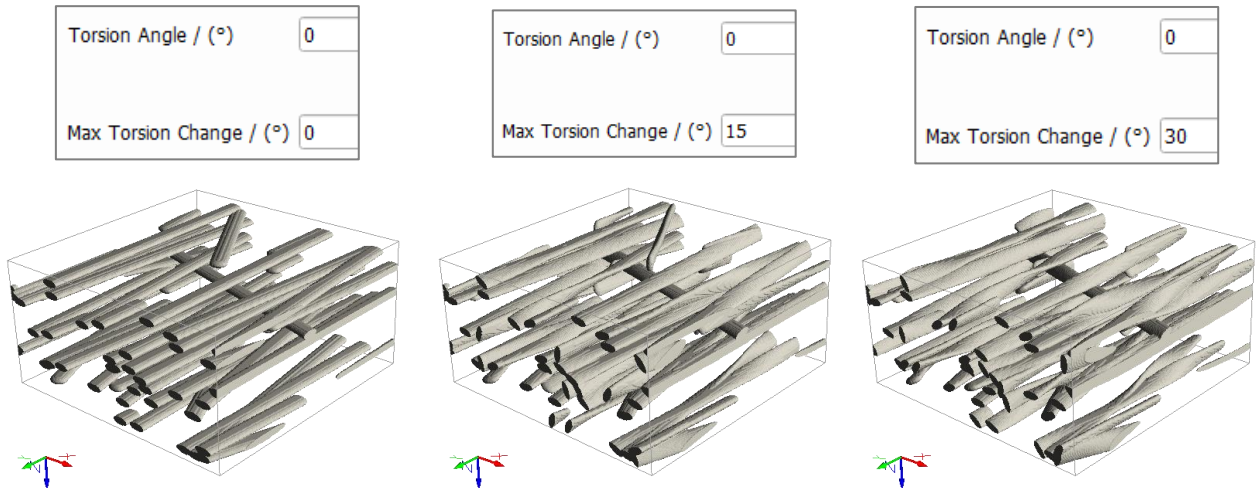 Torsion Angle / (°) 0
Max Torsion Change / (°) 0
Torsion Angle / (°) 0
Max Torsion Change / (°) 15
Torsion Angle / (°) 0
Max Torsion Change / (°) 30